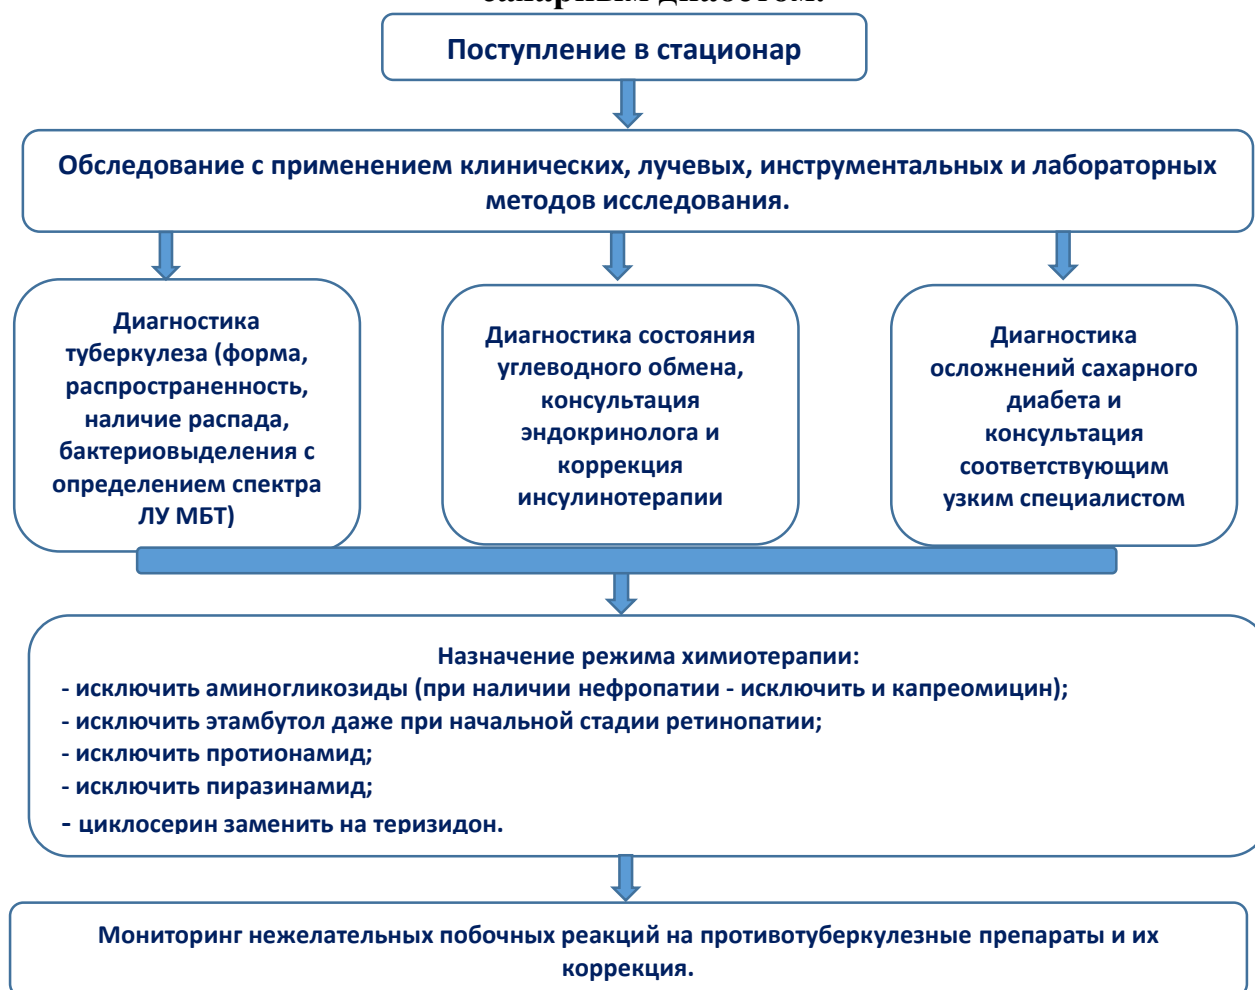 сахарным диабетом.
Поступление в стационар
Обследование с применением клинических, лучевых, инструментальных и лабораторных
методов исследования.
Диагностика
туберкулеза (форма,
распространенность,
наличие распада,
бактериовыделения с
определением спектра
ЛУ МБТ)
Диагностика состояния
углеводного обмена,
консультация
эндокринолога и
коррекция
инсулинотерапии
Диагностика
осложнений сахарного
диабета и
консультация
соответствующим
узким специалистом
Назначение режима химиотерапии:
- исключить аминогликозиды (при наличии нефропатии - исключить и капреомицин);
- исключить этамбутол даже при начальной стадии ретинопатии;
- исключить протионамид;
- исключить пиразинамид;
- циклосерин заменить на теризидон.
Мониторинг нежелательных побочных реакций на противотуберкулезные препараты и их
коррекция.